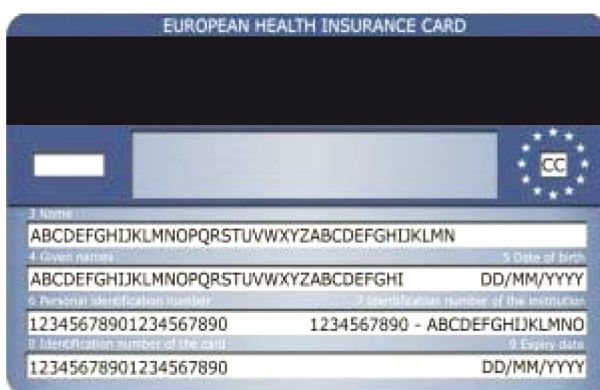 EUROPEAN HEALTH INSURANCE CARD
CC
3 Name
ABCDEFGHIJKLMNOPQRSTUVWXYZABCDEFGHIJKLMN
4 Given names 5 Date of birth
ABCDEFGHIJKLMNOPQRSTUVWXYZABCDEFGHI DD/MM/YYYY
6 Personal identification number 7 Identification number of the institution
12345678901234567890 1234567890 - ABCDEFGHIJKLMNO
8 Identification number of the card 9 Expiry date
12345678901234567890 DD/MM/YYYY